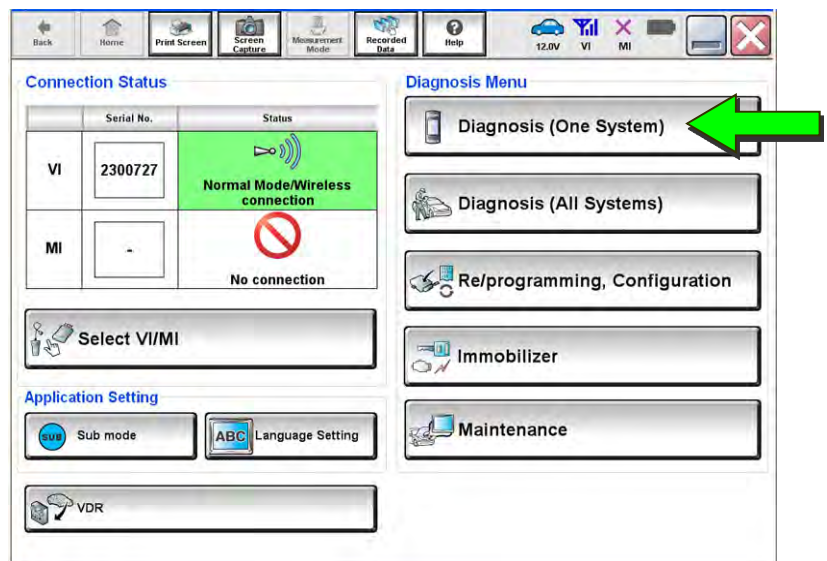 Back
Home
Print Screen
Screen
Capture
Measurement
Mode
Recorded
Data
Help
12.0V
VI
MI
Connection Status
Serial No.
Status
VI
2300727
Normal Mode/Wireless
connection
MI
-
No connection
Select VI/MI
Application Setting
SUB
Sub mode
ABC
Language Setting
VDR
Diagnosis Menu
Diagnosis (One System)
Diagnosis (All Systems)
Re/programming, Configuration
Immobilizer
Maintenance